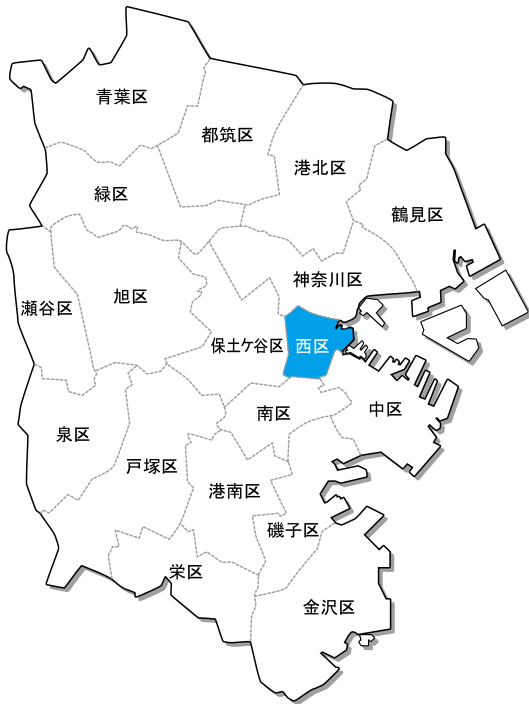 青葉区
都筑区
港北区
緑区
鶴見区
神奈川区
旭区
瀬谷区
保土ケ谷区
西区
南区
中区
泉区
戸塚区
港南区
磯子区
栄区
金沢区